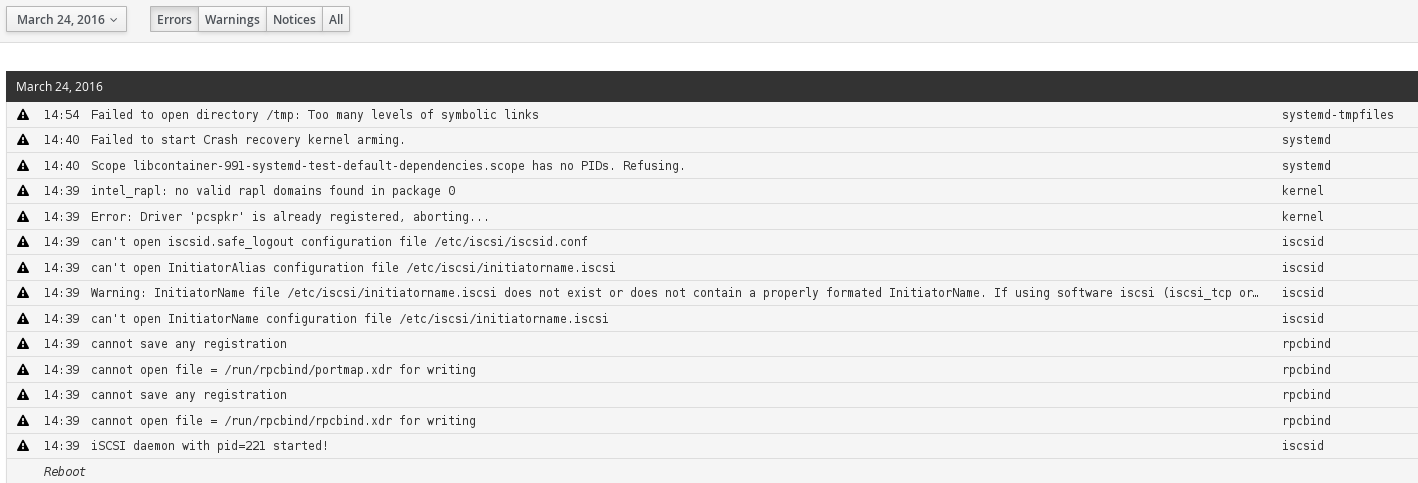 March 24, 2016 Errors Warnings Notices All
March 24, 2016
14:54 Failed to open directory /tmp: Too many levels of symbolic links systemd-tmpfiles
14:40 Failed to start Crash recovery kernel arming. systemd
14:40 Scope libcontainer-991-systemd-test-default-dependencies.scope has no PIDs. Refusing. systemd
14:39 intel_rapl: no valid rapl domains found in package 0 kernel
14:39 Error: Driver 'pcspkr' is already registered, aborting... kernel
14:39 can't open iscsid.safe_logout configuration file /etc/iscsi/iscsid.conf iscsid
14:39 can't open InitiatorAlias configuration file /etc/iscsi/initiatorname.iscsi iscsid
14:39 Warning: InitiatorName file /etc/iscsi/initiatorname.iscsi does not exist or does not contain a properly formated InitiatorName. If using software iscsi (iscsi_tcp or… iscsid
14:39 can't open InitiatorName configuration file /etc/iscsi/initiatorname.iscsi iscsid
14:39 cannot save any registration rpcbind
14:39 cannot open file = /run/rpcbind/portmap.xdr for writing rpcbind
14:39 cannot save any registration rpcbind
14:39 cannot open file = /run/rpcbind/rpcbind.xdr for writing rpcbind
14:39 iSCSI daemon with pid=221 started! iscsid
Reboot